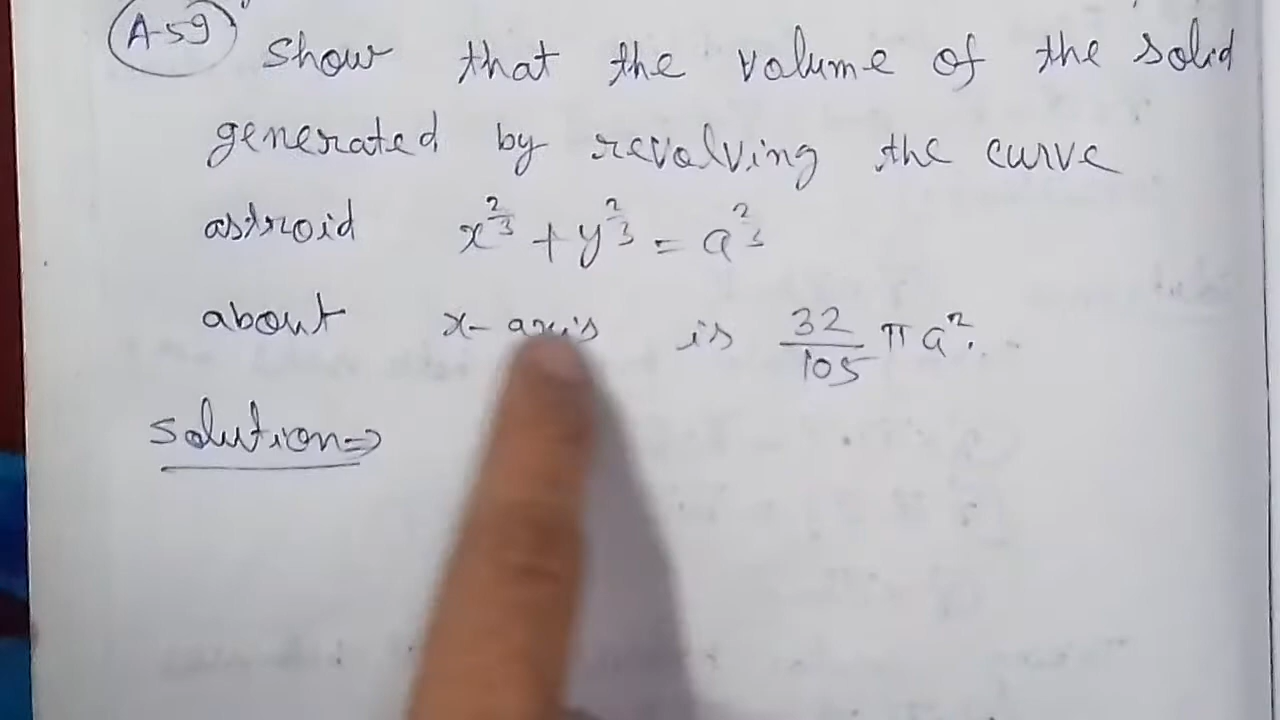 A-59 Show that the volume of the solid
generated by revolving the curve
astroid x^{2/3} + y^{2/3} = a^{2/3}
about x-axis is 32/105 πa².
Solution⇒